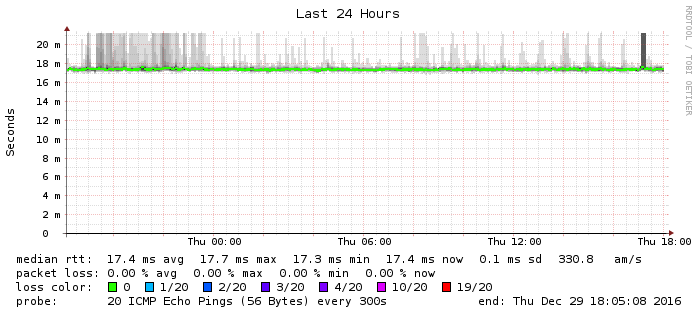 Last 24 Hours
RRDTOOL / TOBI OETIKER
Seconds
20 m
18 m
16 m
14 m
12 m
10 m
8 m
6 m
4 m
2 m
0
Thu 00:00 Thu 06:00 Thu 12:00 Thu 18:00
median rtt: 17.4 ms avg 17.7 ms max 17.3 ms min 17.4 ms now 0.1 ms sd 330.8 am/s
packet loss: 0.00 % avg 0.00 % max 0.00 % min 0.00 % now
loss color: 0 1/20 2/20 3/20 4/20 10/20 19/20
probe: 20 ICMP Echo Pings (56 Bytes) every 300s end: Thu Dec 29 18:05:08 2016